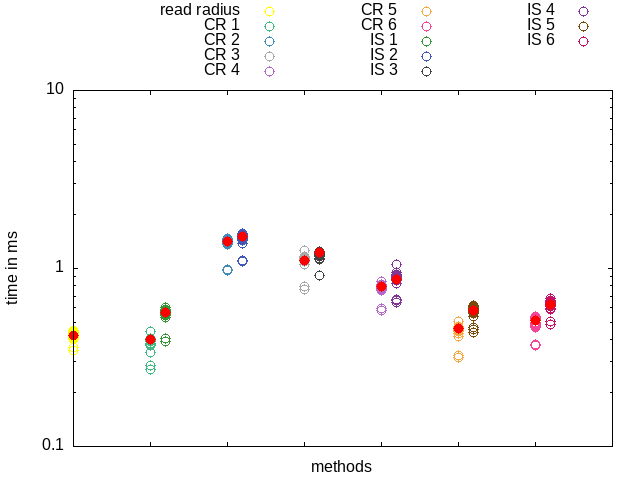 read radius
CR 1
CR 2
CR 3
CR 4
CR 5
CR 6
IS 1
IS 2
IS 3
IS 4
IS 5
IS 6
10
1
0.1
time in ms
methods